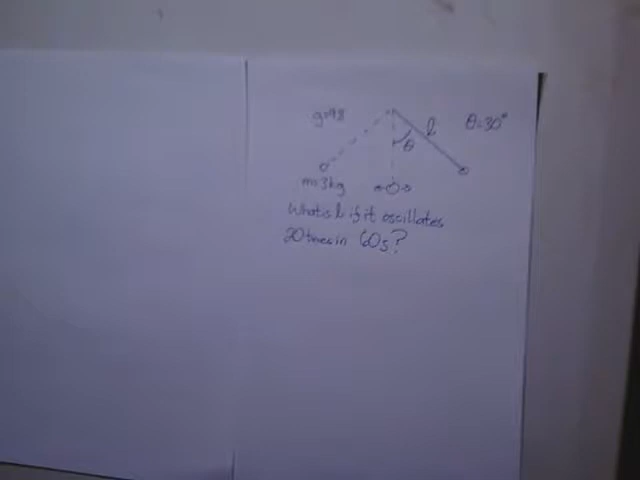 g=9.8
l
θ=30°
θ
m=3kg
What is l if it oscillates
20 times in 60s?